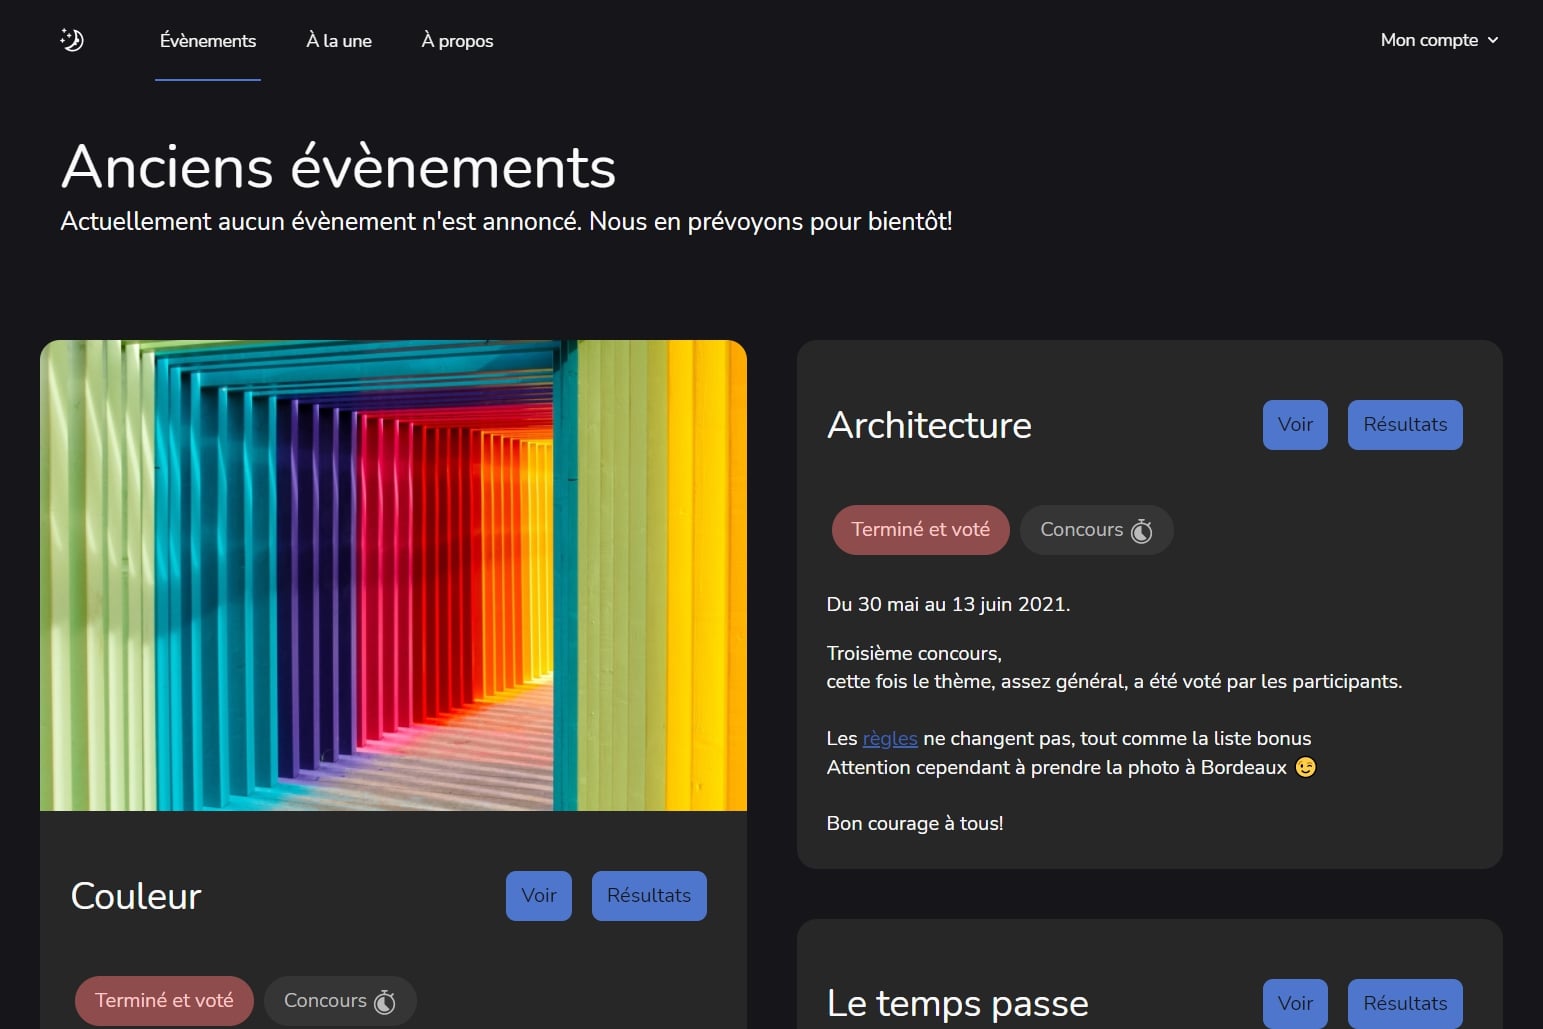 Évènements
À la une
À propos
Mon compte
Anciens évènements
Actuellement aucun évènement n'est annoncé. Nous en prévoyons pour bientôt!
Couleur
Voir
Résultats
Terminé et voté
Concours
Architecture
Voir
Résultats
Terminé et voté
Concours
Du 30 mai au 13 juin 2021.
Troisième concours,
cette fois le thème, assez général, a été voté par les participants.
Les règles ne changent pas, tout comme la liste bonus
Attention cependant à prendre la photo à Bordeaux 😉
Bon courage à tous!
Le temps passe
Voir
Résultats